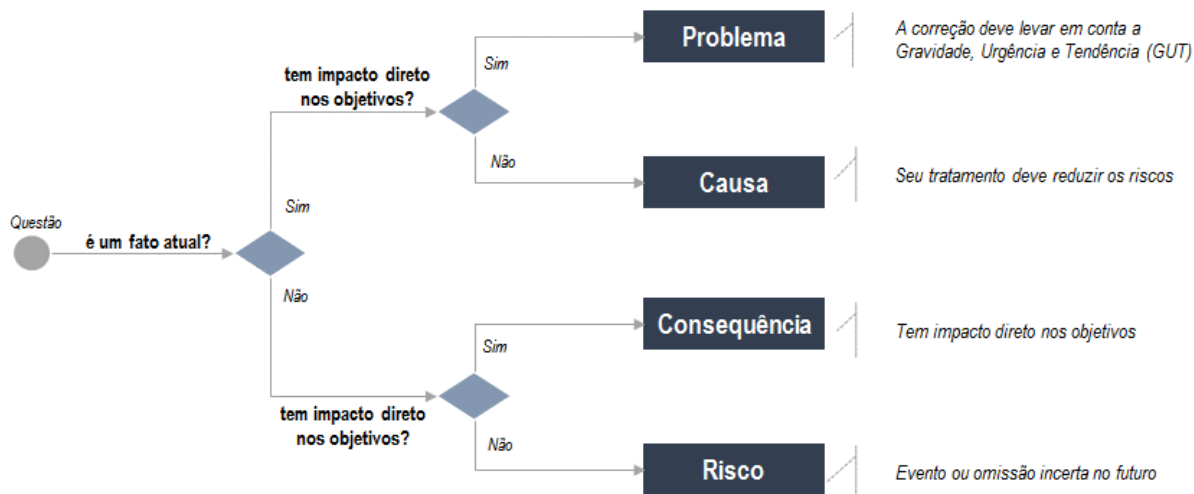 Problema
A correção deve levar em conta a
Gravidade, Urgência e Tendência (GUT)
Sim
tem impacto direto
nos objetivos?
Não
Causa
Seu tratamento deve reduzir os riscos
Sim
Questão
é um fato atual?
Não
Consequência
Tem impacto direto nos objetivos
Sim
tem impacto direto
nos objetivos?
Não
Risco
Evento ou omissão incerta no futuro